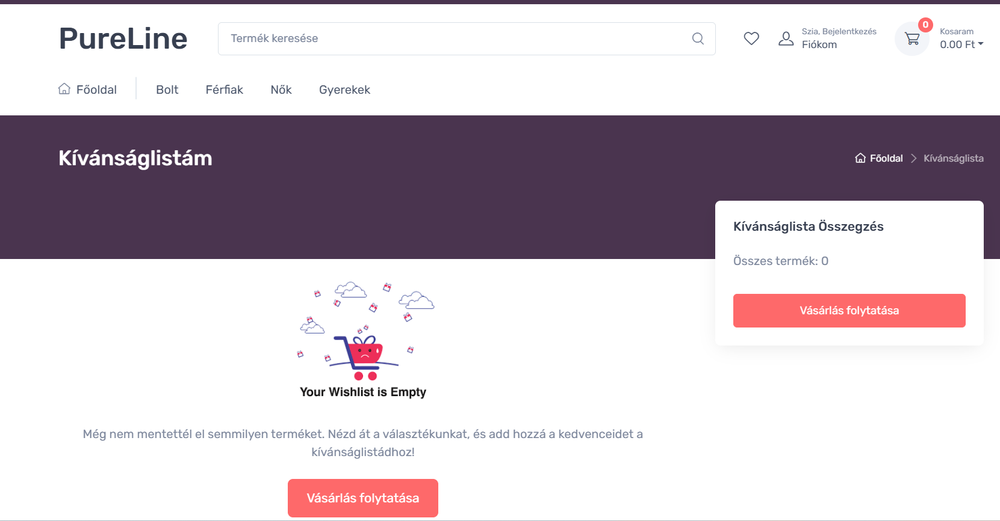 PureLine
Termék keresése
Szia, Bejelentkezés
Fiókom
0
Kosaram
0.00 Ft
Főoldal
Bolt
Férfiak
Nők
Gyerekek
Kívánságlistám
Főoldal
Kívánságlista
Kívánságlista Összegzés
Összes termék: 0
Vásárlás folytatása
Your Wishlist is Empty
Még nem mentettél el semmilyen terméket. Nézd át a választékunkat, és add hozzá a kedvenceidet a
kívánságlistádhoz!
Vásárlás folytatása